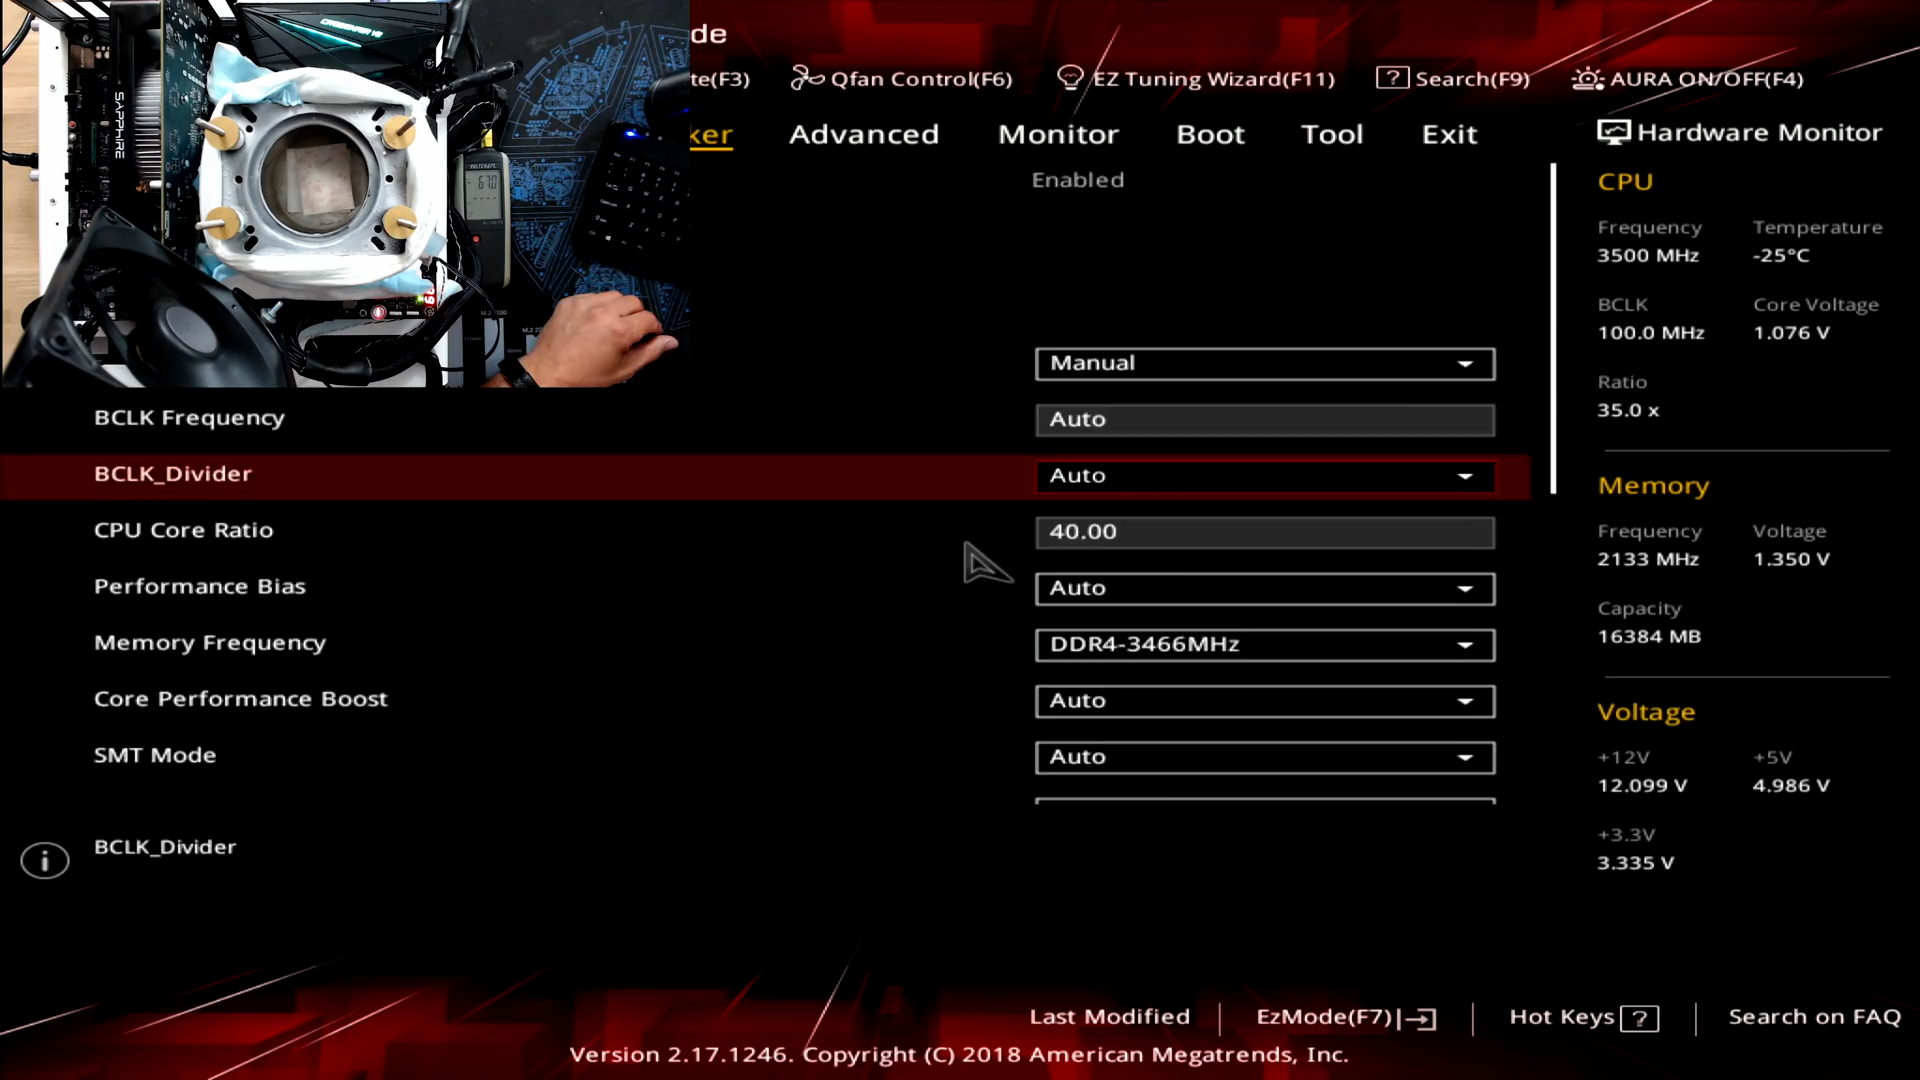 de
te(F3) Qfan Control(F6) EZ Tuning Wizard(F11) ? Search(F9) AURA ON/OFF(F4)
ker Advanced Monitor Boot Tool Exit
SAPPHIRE
VOLTCRAFT
Enabled
Manual
BCLK Frequency Auto
BCLK_Divider Auto
CPU Core Ratio 40.00
Performance Bias Auto
Memory Frequency DDR4-3466MHz
Core Performance Boost Auto
SMT Mode Auto
i BCLK_Divider
Hardware Monitor
CPU
Frequency Temperature
3500 MHz -25°C
BCLK Core Voltage
100.0 MHz 1.076 V
Ratio
35.0 x
Memory
Frequency Voltage
2133 MHz 1.350 V
Capacity
16384 MB
Voltage
+12V +5V
12.099 V 4.986 V
+3.3V
3.335 V
Last Modified EzMode(F7) Hot Keys ? Search on FAQ
Version 2.17.1246. Copyright (C) 2018 American Megatrends, Inc.